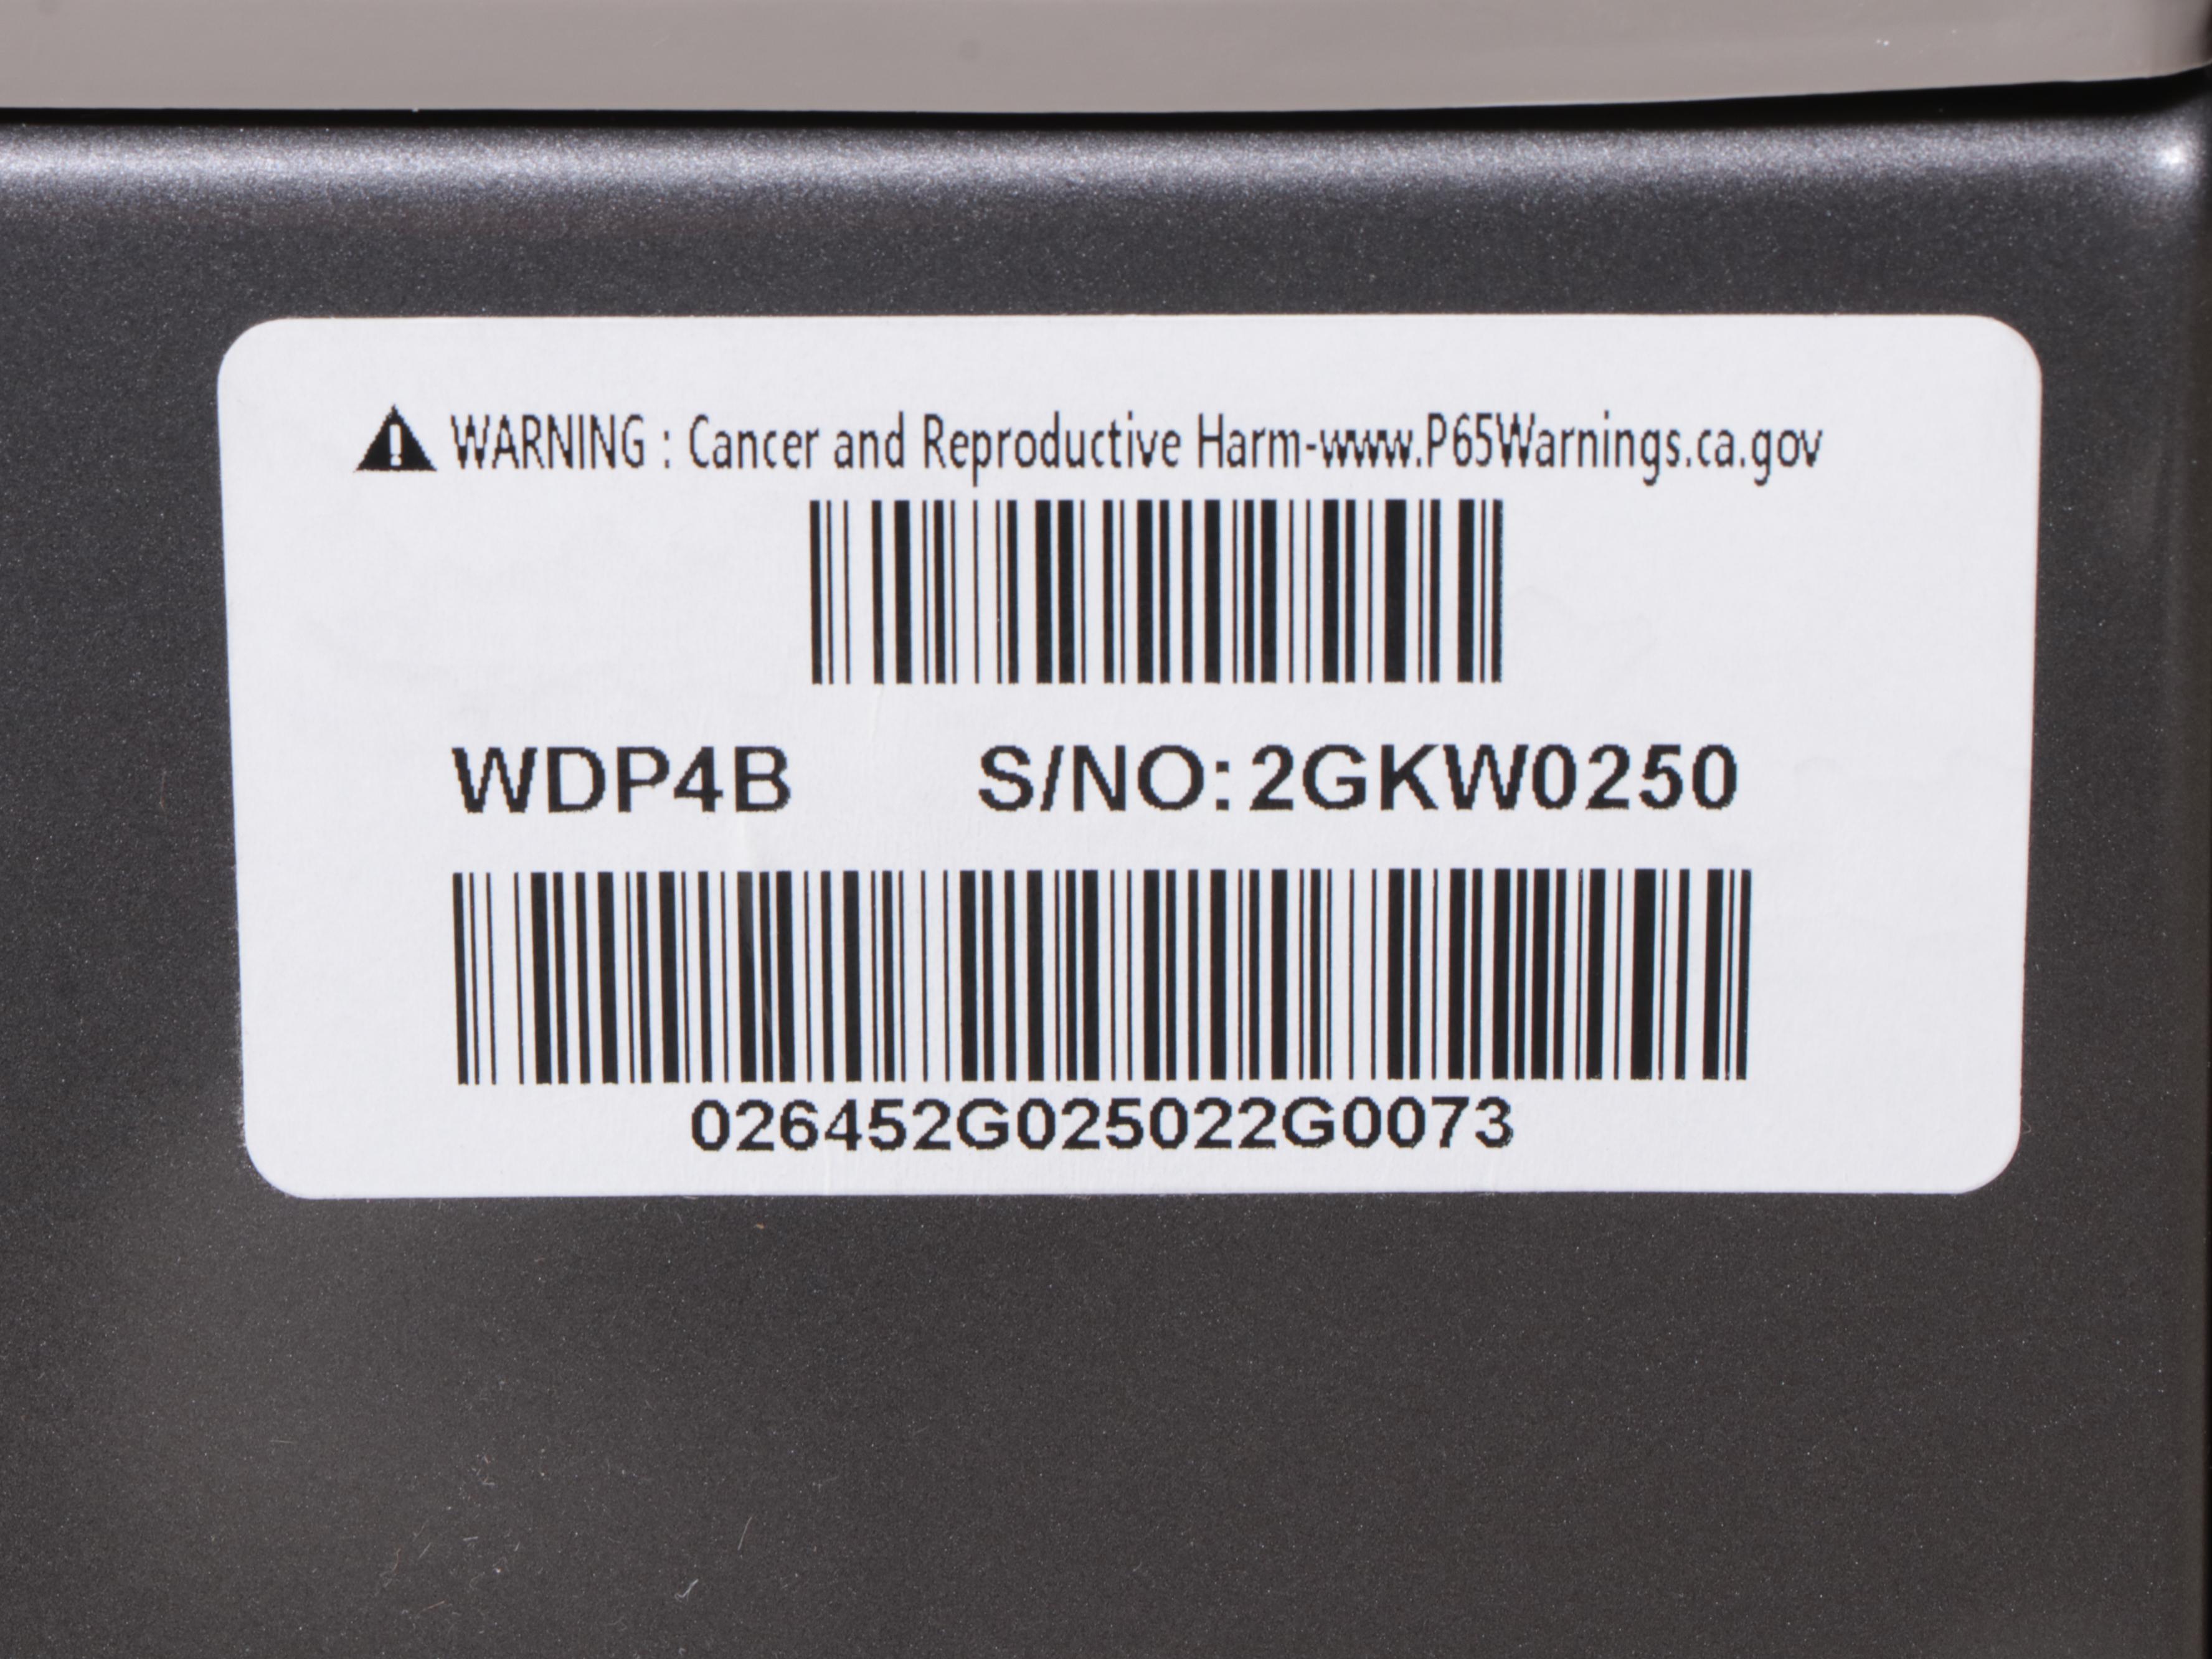 WARNING : Cancer and Reproductive Harm-www.P65Warnings.ca.gov
WDP4B S/NO: 2GKW0250
026452G025022G0073